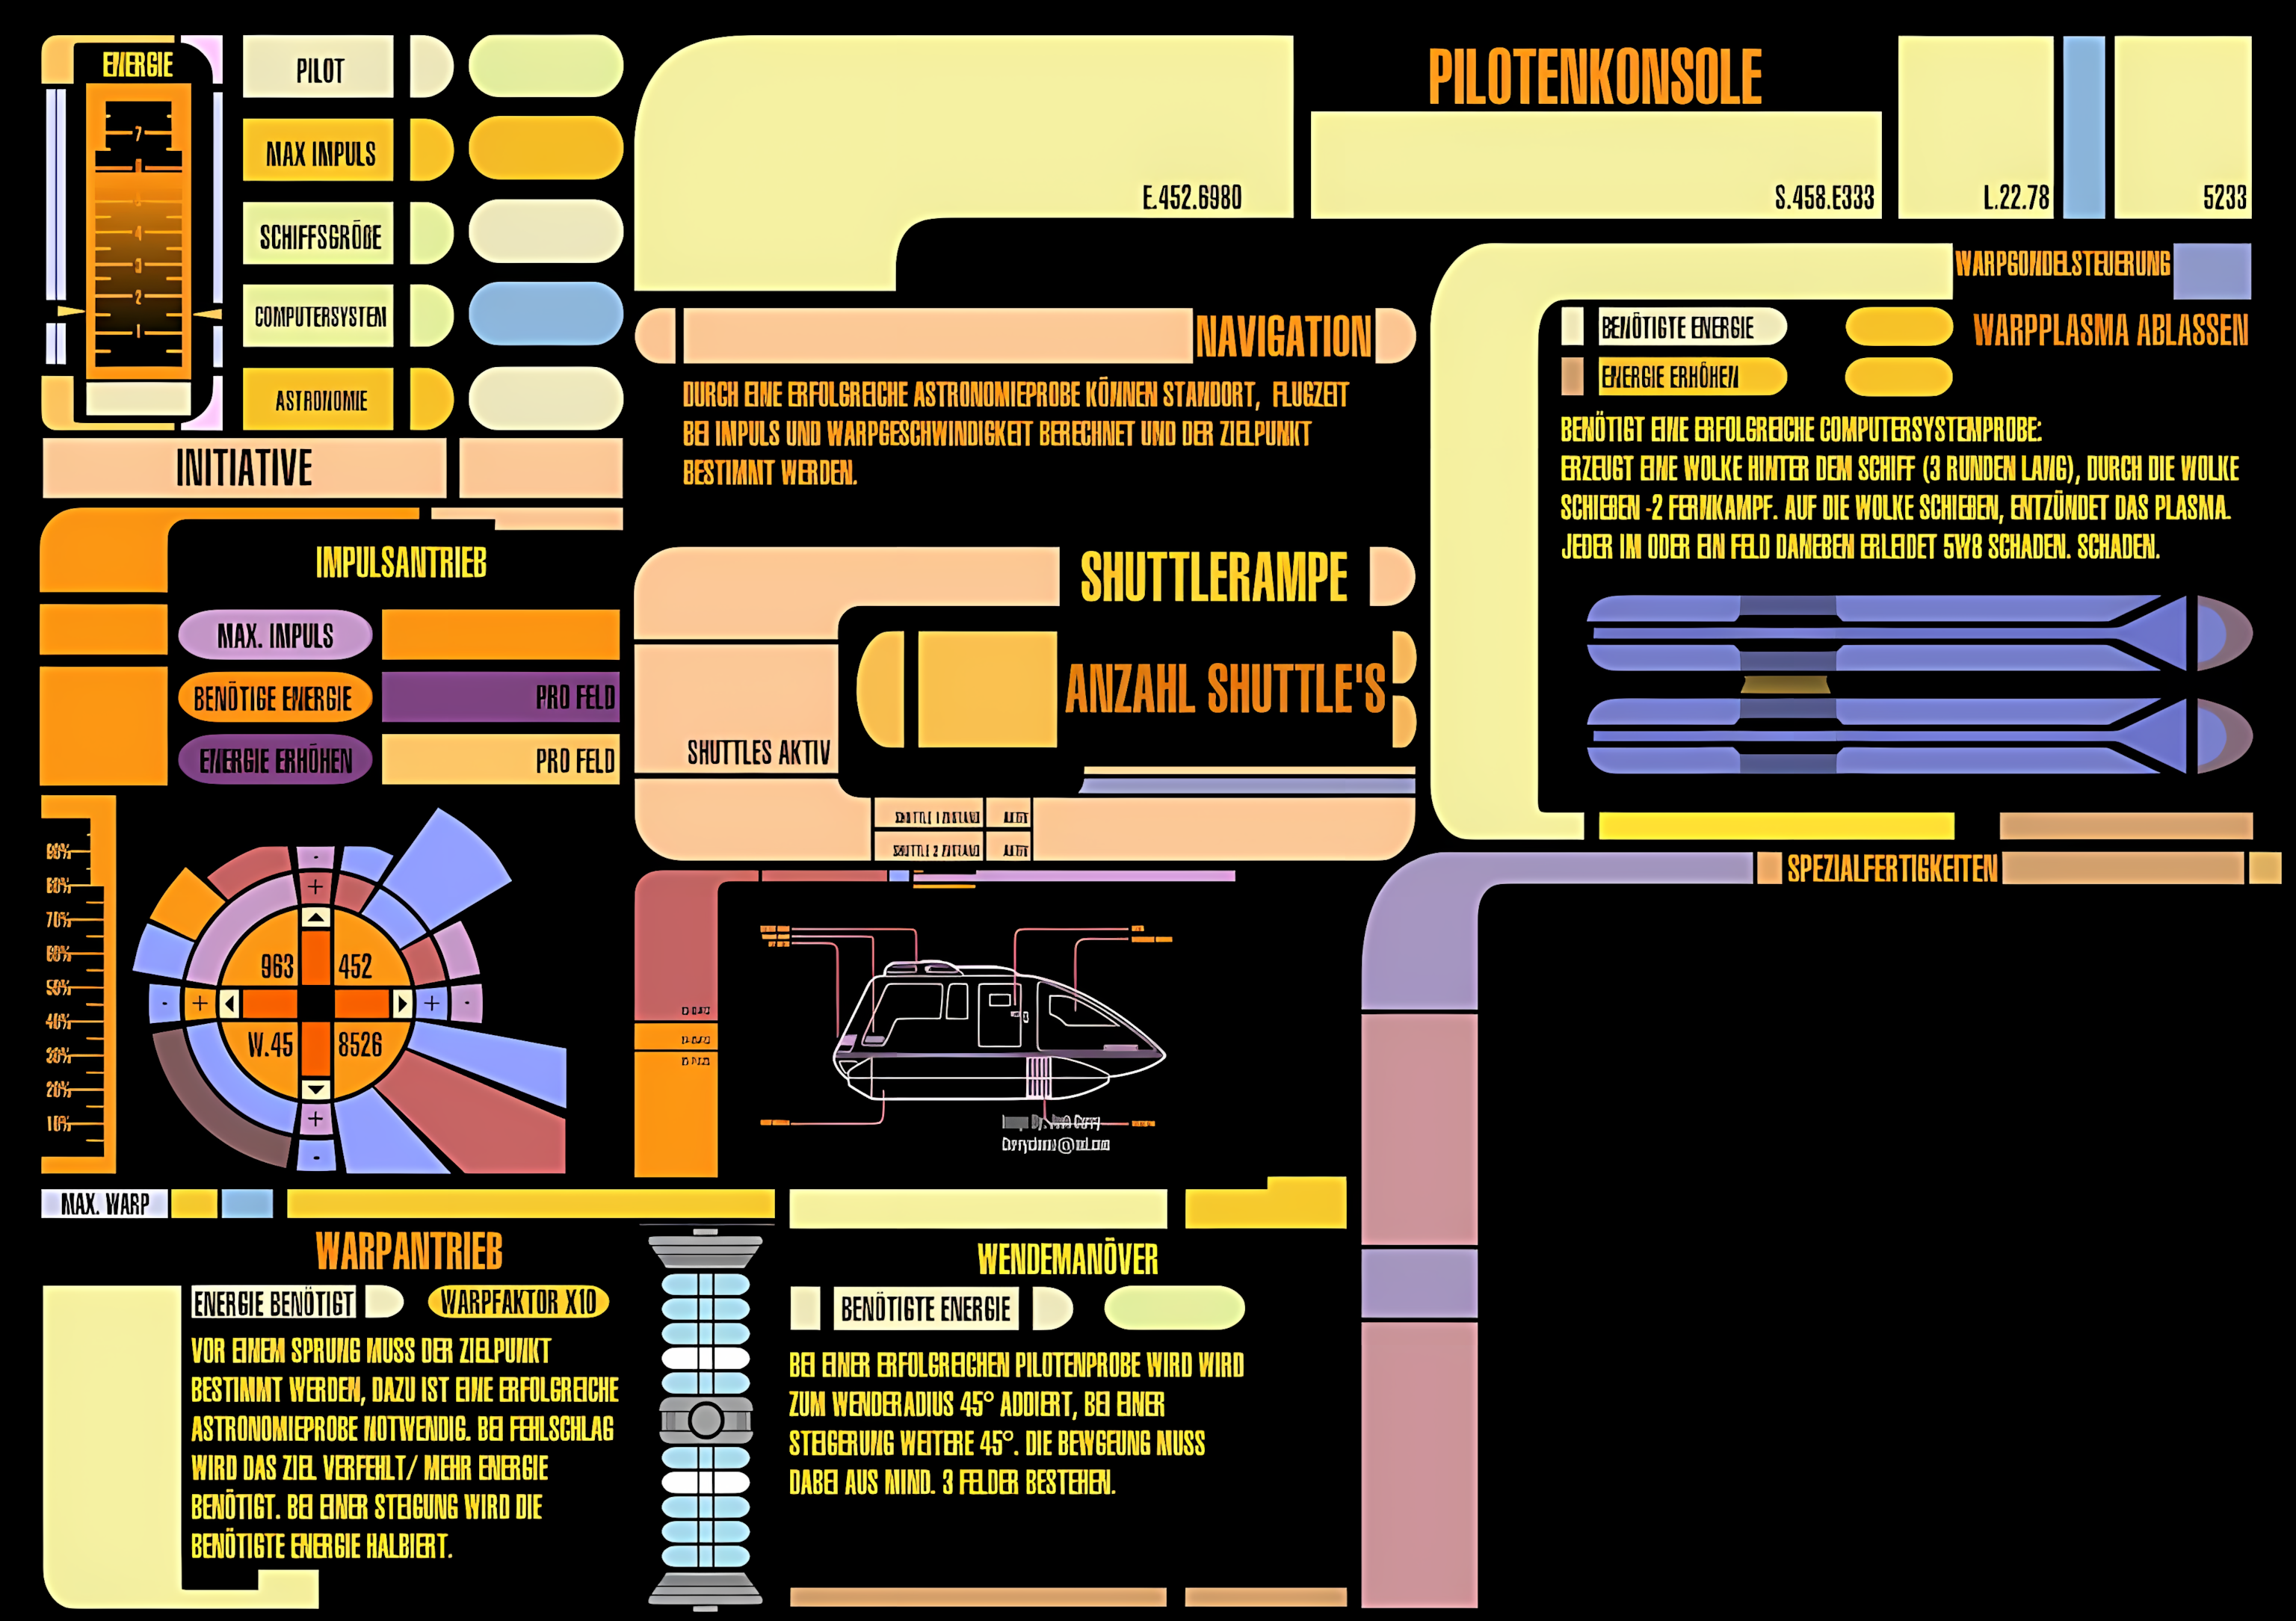 ENERGIE
7
4
3
2
1
PILOT
MAX IMPULS
SCHIFFSGRÖßE
COMPUTERSYSTEM
ASTRONOMIE
INITIATIVE
E.452.6980
PILOTENKONSOLE
S.458.E333
L.22.78
5233
NAVIGATION
DURCH EINE ERFOLGREICHE ASTRONOMIEPROBE KÖNNEN STANDORT, FLUGZEIT
BEI IMPULS UND WARPGESCHWINDIGKEIT BERECHNET UND DER ZIELPUNKT
BESTIMMT WERDEN.
WARPGONDELSTEUERUNG
BENÖTIGTE ENERGIE
WARPPLASMA ABLASSEN
ENERGIE ERHÖHEN
BENÖTIGT EINE ERFOLGREICHE COMPUTERSYSTEMPROBE:
ERZEUGT EINE WOLKE HINTER DEM SCHIFF (3 RUNDEN LANG), DURCH DIE WOLKE
SCHIEBEN -2 FERNKAMPF. AUF DIE WOLKE SCHIEBEN, ENTZÜNDET DAS PLASMA.
JEDER IM ODER EIN FELD DANEBEN ERLEIDET 5W8 SCHADEN. SCHADEN.
IMPULSANTRIEB
MAX. IMPULS
BENÖTIGE ENERGIE PRO FELD
ENERGIE ERHÖHEN PRO FELD
SHUTTLERAMPE
ANZAHL SHUTTLE'S
SHUTTLES AKTIV
SPEZIALFERTIGKEITEN
90%
80%
70%
60%
50%
40%
30%
20%
10%
-
+
963 452
- + + -
W.45 8526
+
-
MAX. WARP
WARPANTRIEB
ENERGIE BENÖTIGT WARPFAKTOR X10
VOR EINEM SPRUNG MUSS DER ZIELPUNKT
BESTIMMT WERDEN, DAZU IST EINE ERFOLGREICHE
ASTRONOMIEPROBE NOTWENDIG. BEI FEHLSCHLAG
WIRD DAS ZIEL VERFEHLT/ MEHR ENERGIE
BENÖTIGT. BEI EINER STEIGUNG WIRD DIE
BENÖTIGTE ENERGIE HALBIERT.
WENDEMANÖVER
BENÖTIGTE ENERGIE
BEI EINER ERFOLGREICHEN PILOTENPROBE WIRD WIRD
ZUM WENDERADIUS 45° ADDIERT, BEI EINER
STEIGERUNG WEITERE 45°. DIE BEWGEUNG MUSS
DABEI AUS MIND. 3 FELDER BESTEHEN.